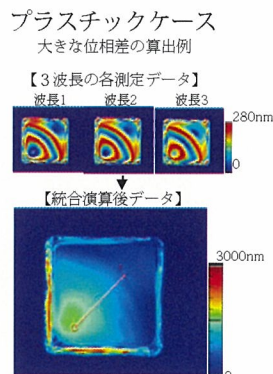 プラスチックケース
大きな位相差の算出例
【３波長の各測定データ】
波長1 波長2 波長3
280nm
0
【統合演算後データ】
3000nm
0